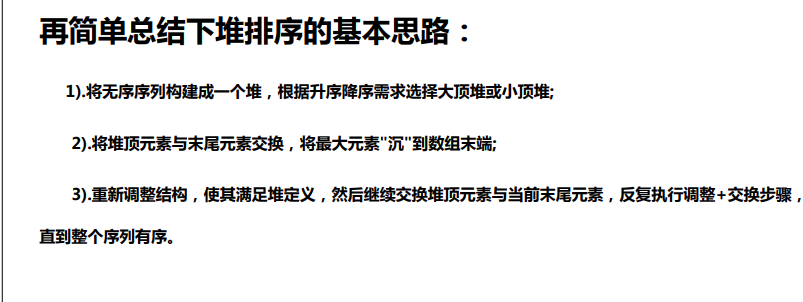 再简单总结下堆排序的基本思路：
1).将无序序列构建成一个堆，根据升序降序需求选择大顶堆或小顶堆;
2).将堆顶元素与末尾元素交换，将最大元素"沉"到数组末端;
3).重新调整结构，使其满足堆定义，然后继续交换堆顶元素与当前末尾元素，反复执行调整+交换步骤，
直到整个序列有序。